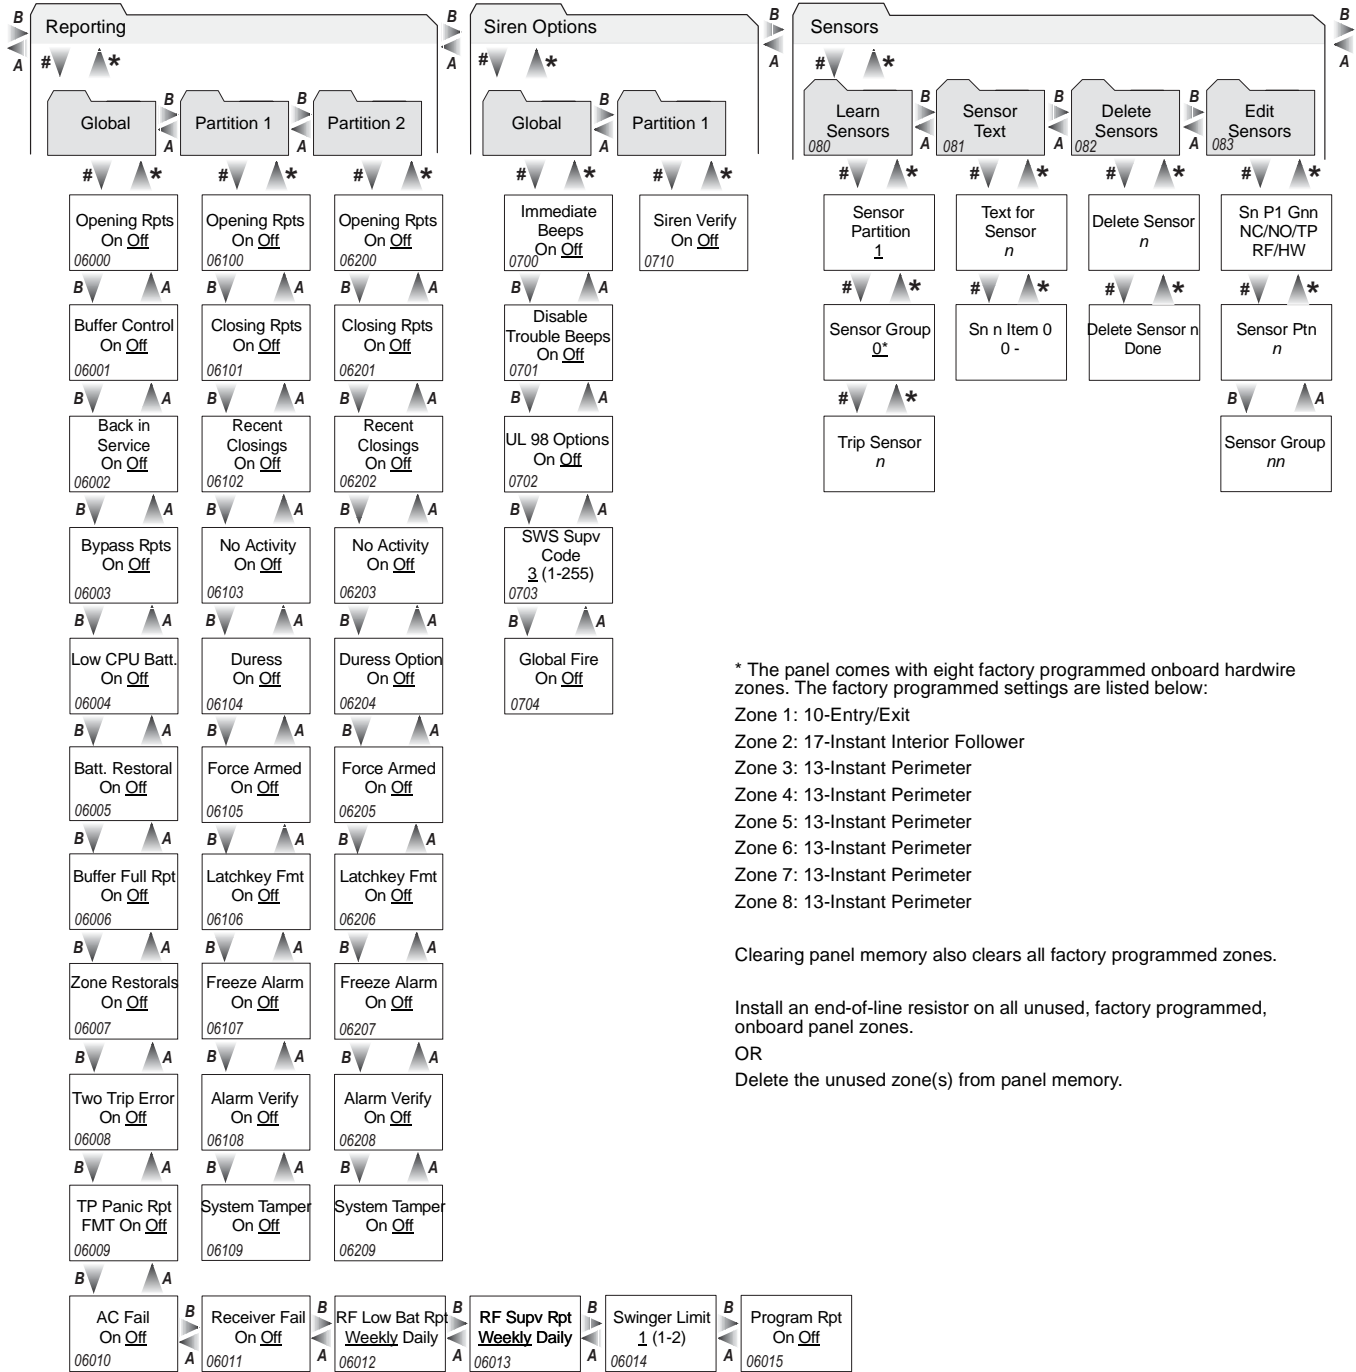 B
A
Reporting
#
*
B
A
Siren Options
#
*
B
A
Sensors
#
*
B
A
Global
B
A
Partition 1
B
A
Partition 2
#
*
#
*
#
*
Opening Rpts
On Off
06000
B
A
Buffer Control
On Off
06001
B
A
Back in
Service
On Off
06002
B
A
Bypass Rpts
On Off
06003
B
A
Low CPU Batt.
On Off
06004
B
A
Batt. Restoral
On Off
06005
B
A
Buffer Full Rpt
On Off
06006
B
A
Zone Restorals
On Off
06007
B
A
Two Trip Error
On Off
06008
B
A
TP Panic Rpt
FMT On Off
06009
B
A
AC Fail
On Off
06010
B
A
Receiver Fail
On Off
06011
B
A
RF Low Bat Rpt
Weekly Daily
06012
B
A
RF Supv Rpt
Weekly Daily
06013
B
A
Swinger Limit
1 (1-2)
06014
B
A
Program Rpt
On Off
06015
Opening Rpts
On Off
06100
B
A
Closing Rpts
On Off
06101
B
A
Recent
Closings
On Off
06102
B
A
No Activity
On Off
06103
B
A
Duress
On Off
06104
B
A
Force Armed
On Off
06105
B
A
Latchkey Fmt
On Off
06106
B
A
Freeze Alarm
On Off
06107
B
A
Alarm Verify
On Off
06108
B
A
System Tamper
On Off
06109
Opening Rpts
On Off
06200
B
A
Closing Rpts
On Off
06201
B
A
Recent
Closings
On Off
06202
B
A
No Activity
On Off
06203
B
A
Duress Option
On Off
06204
B
A
Force Armed
On Off
06205
B
A
Latchkey Fmt
On Off
06206
B
A
Freeze Alarm
On Off
06207
B
A
Alarm Verify
On Off
06208
B
A
System Tamper
On Off
06209
Global
B
A
Partition 1
#
*
#
*
Immediate
Beeps
On Off
0700
B
A
Disable
Trouble Beeps
On Off
0701
B
A
UL 98 Options
On Off
0702
B
A
SWS Supv
Code
3 (1-255)
0703
B
A
Global Fire
On Off
0704
Siren Verify
On Off
0710
Learn
Sensors
080
B
A
Sensor
Text
081
B
A
Delete
Sensors
082
B
A
Edit
Sensors
083
#
*
#
*
#
*
#
*
Sensor
Partition
1
#
*
Sensor Group
0*
#
*
Trip Sensor
n
Text for
Sensor
n
#
*
Sn n Item 0
0 -
Delete Sensor
n
#
*
Delete Sensor n
Done
Sn P1 Gnn
NC/NO/TP
RF/HW
#
*
Sensor Ptn
n
B
A
Sensor Group
nn
* The panel comes with eight factory programmed onboard hardwire
zones. The factory programmed settings are listed below:
Zone 1: 10-Entry/Exit
Zone 2: 17-Instant Interior Follower
Zone 3: 13-Instant Perimeter
Zone 4: 13-Instant Perimeter
Zone 5: 13-Instant Perimeter
Zone 6: 13-Instant Perimeter
Zone 7: 13-Instant Perimeter
Zone 8: 13-Instant Perimeter
Clearing panel memory also clears all factory programmed zones.
Install an end-of-line resistor on all unused, factory programmed,
onboard panel zones.
OR
Delete the unused zone(s) from panel memory.